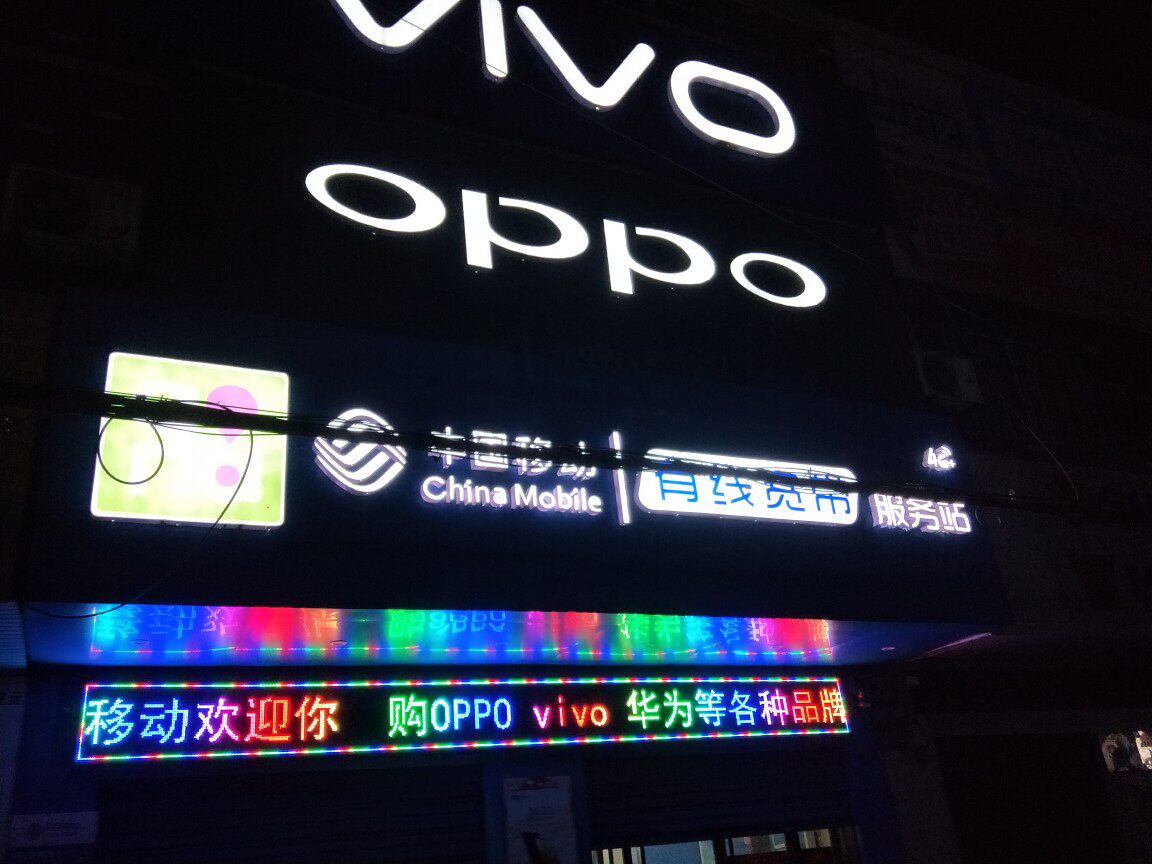 vivo
oppo
中国移动
China Mobile
有线宽带
4G+
服务站
移动欢迎你 购OPPO vivo 华为等各种品牌